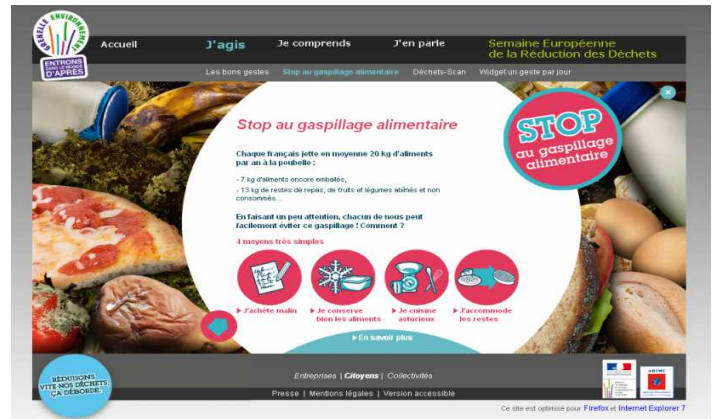 GRENELLE ENVIRONNEMENT
ENTRONS
DANS LE MONDE
D'APRÈS
Accueil
J'agis
Je comprends
J'en parle
Semaine Européenne
de la Réduction des Déchets
Les bons gestes
Stop au gaspillage alimentaire
Déchets-Scan
Widget un geste par jour
Stop au gaspillage alimentaire
STOP
au gaspillage
alimentaire
Chaque français jette en moyenne 20 kg d'aliments
par an à la poubelle :
- 7 kg d'aliments encore emballés,
- 13 kg de restes de repas, de fruits et légumes abîmés et non
consommés...
En faisant un peu attention, chacun de nous peut
facilement éviter ce gaspillage ! Comment ?
4 moyens très simples
J'achète malin
Je conserve
bien les aliments
Je cuisine
astucieux
J'accommode
les restes
En savoir plus
RÉDUISONS
VITE NOS DÉCHETS,
ÇA DÉBORDE
Entreprises | Citoyens | Collectivités
Presse | Mentions légales | Version accessible
ADEME
Ce site est optimisé pour Firefox et Internet Explorer 7